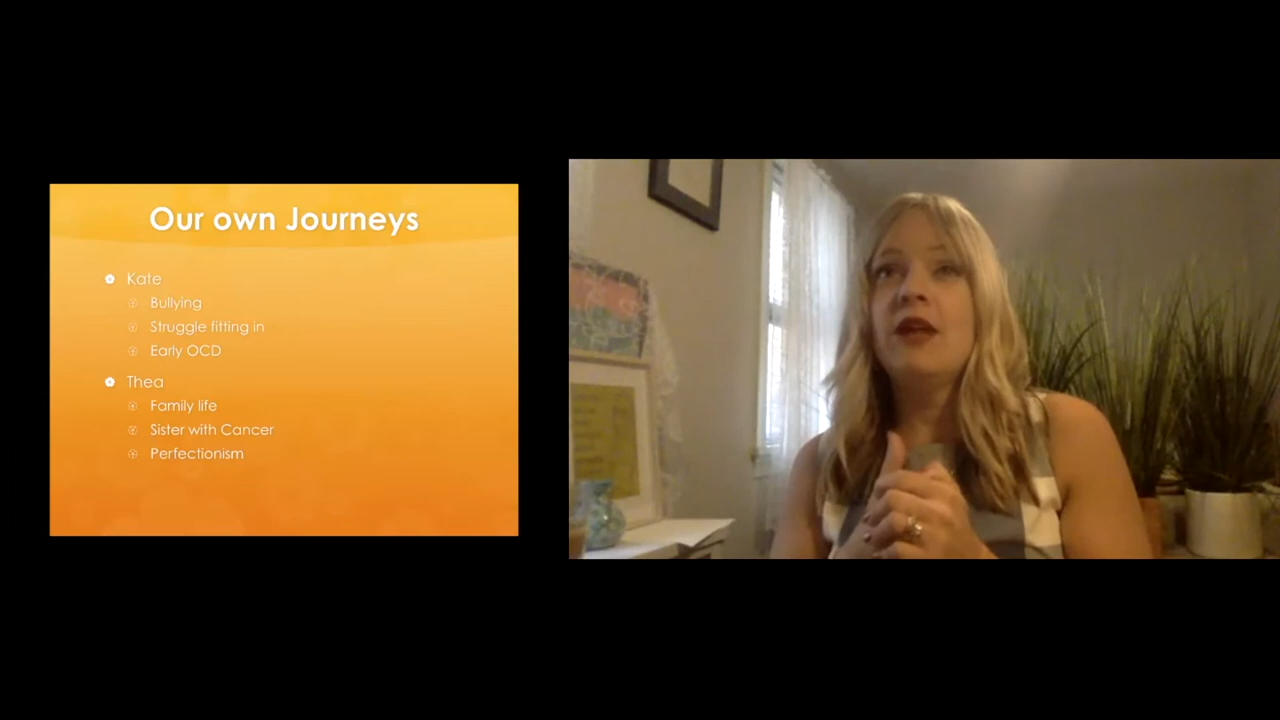 Our own Journeys
Kate
Bullying
Struggle fitting in
Early OCD
Thea
Family life
Sister with Cancer
Perfectionism